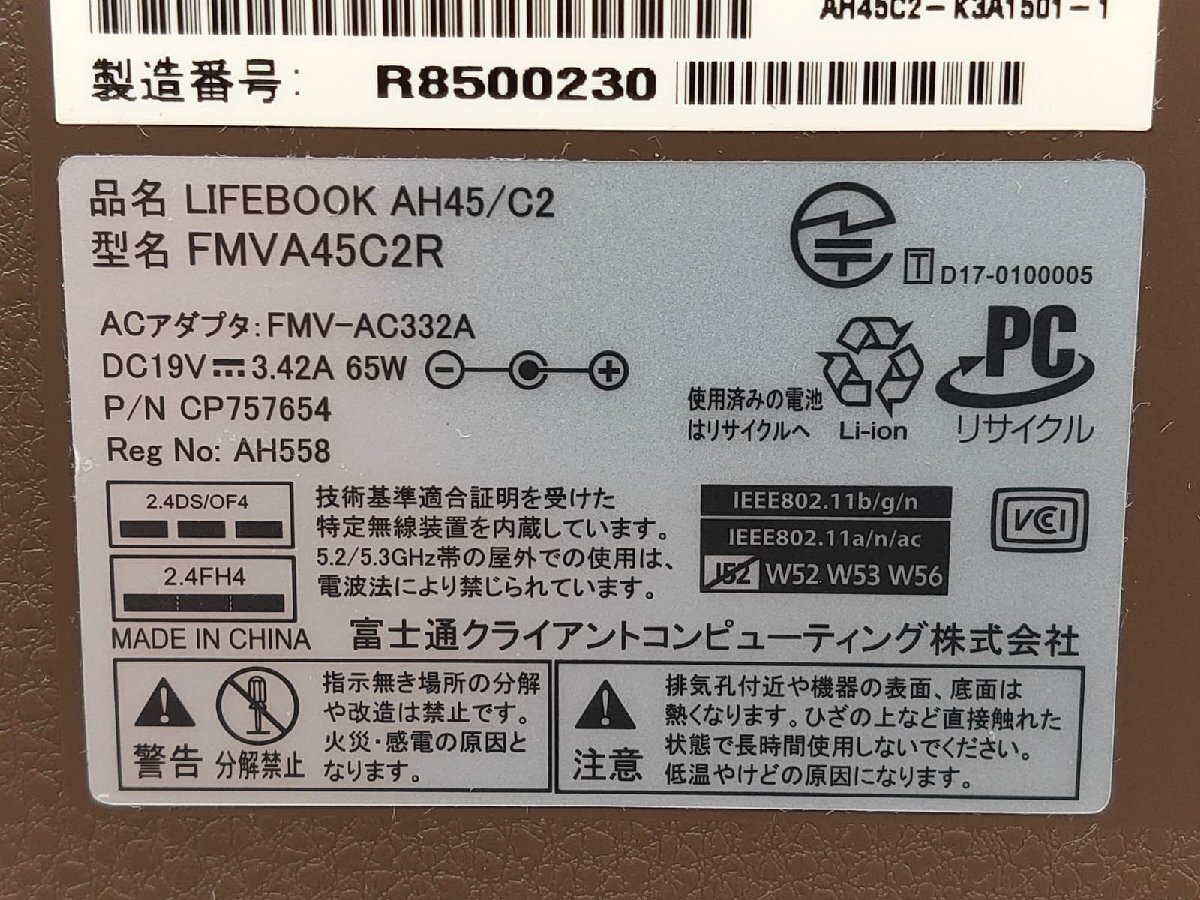 AH45C2-K3A1501-1
製造番号: R8500230
品名 LIFEBOOK AH45/C2
型名 FMVA45C2R
T D17-0100005
ACアダプタ:FMV-AC332A
DC19V 3.42A 65W
P/N CP757654
Reg No: AH558
使用済みの電池
はリサイクルへ
Li-ion
PC
リサイクル
2.4DS/OF4
2.4FH4
技術基準適合証明を受けた
特定無線装置を内蔵しています。
5.2/5.3GHz帯の屋外での使用は、
電波法により禁じられています。
IEEE802.11b/g/n
IEEE802.11a/n/ac
J52 W52 W53 W56
VCCI
MADE IN CHINA
富士通クライアントコンピューティング株式会社
警告
分解禁止
指示無き場所の分解
や改造は禁止です。
火災・感電の原因と
なります。
注意
排気孔付近や機器の表面、底面は
熱くなります。ひざの上など直接触れた
状態で長時間使用しないでください。
低温やけどの原因になります。